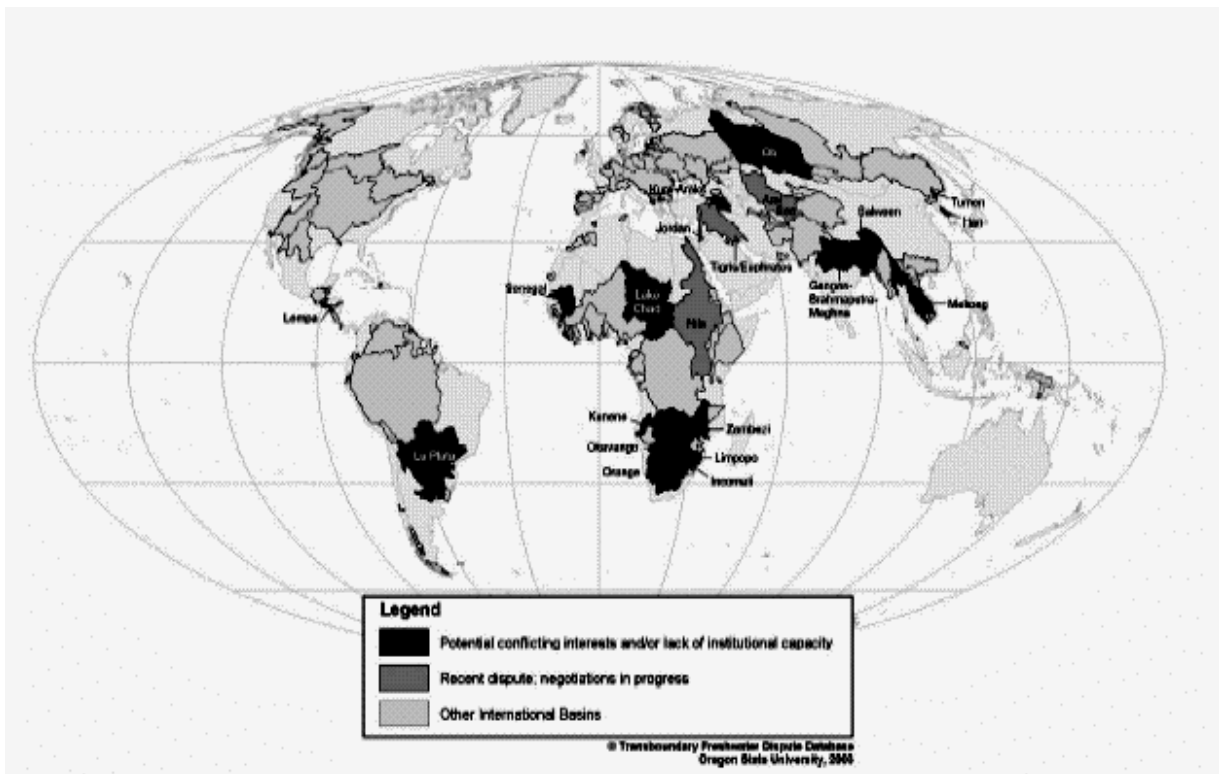 Ob
Kura-Araks
Aral
Sea
Tumen
Han
Salween
Jordan
Tigris/Euphrates
Senegal
Lake
Chad
Nile
Ganges-
Brahmaputra-
Meghna
Mekong
Lempa
La Plata
Kunene
Okavango
Orange
Zambezi
Limpopo
Incomati
Legend
Potential conflicting interests and/or lack of institutional capacity
Recent dispute; negotiations in progress
Other International Basins
© Transboundary Freshwater Dispute Database
Oregon State University, 2000